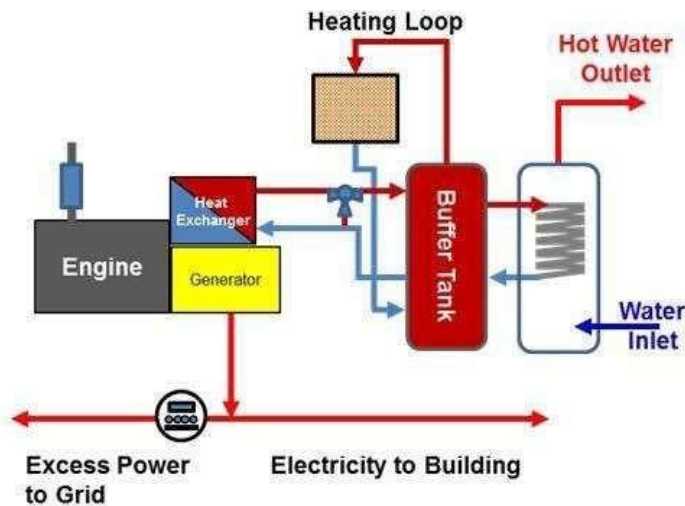 Heating Loop
Hot Water
Outlet
Heat
Exchanger
Engine
Generator
Buffer Tank
Water
Inlet
Excess Power
to Grid
Electricity to Building